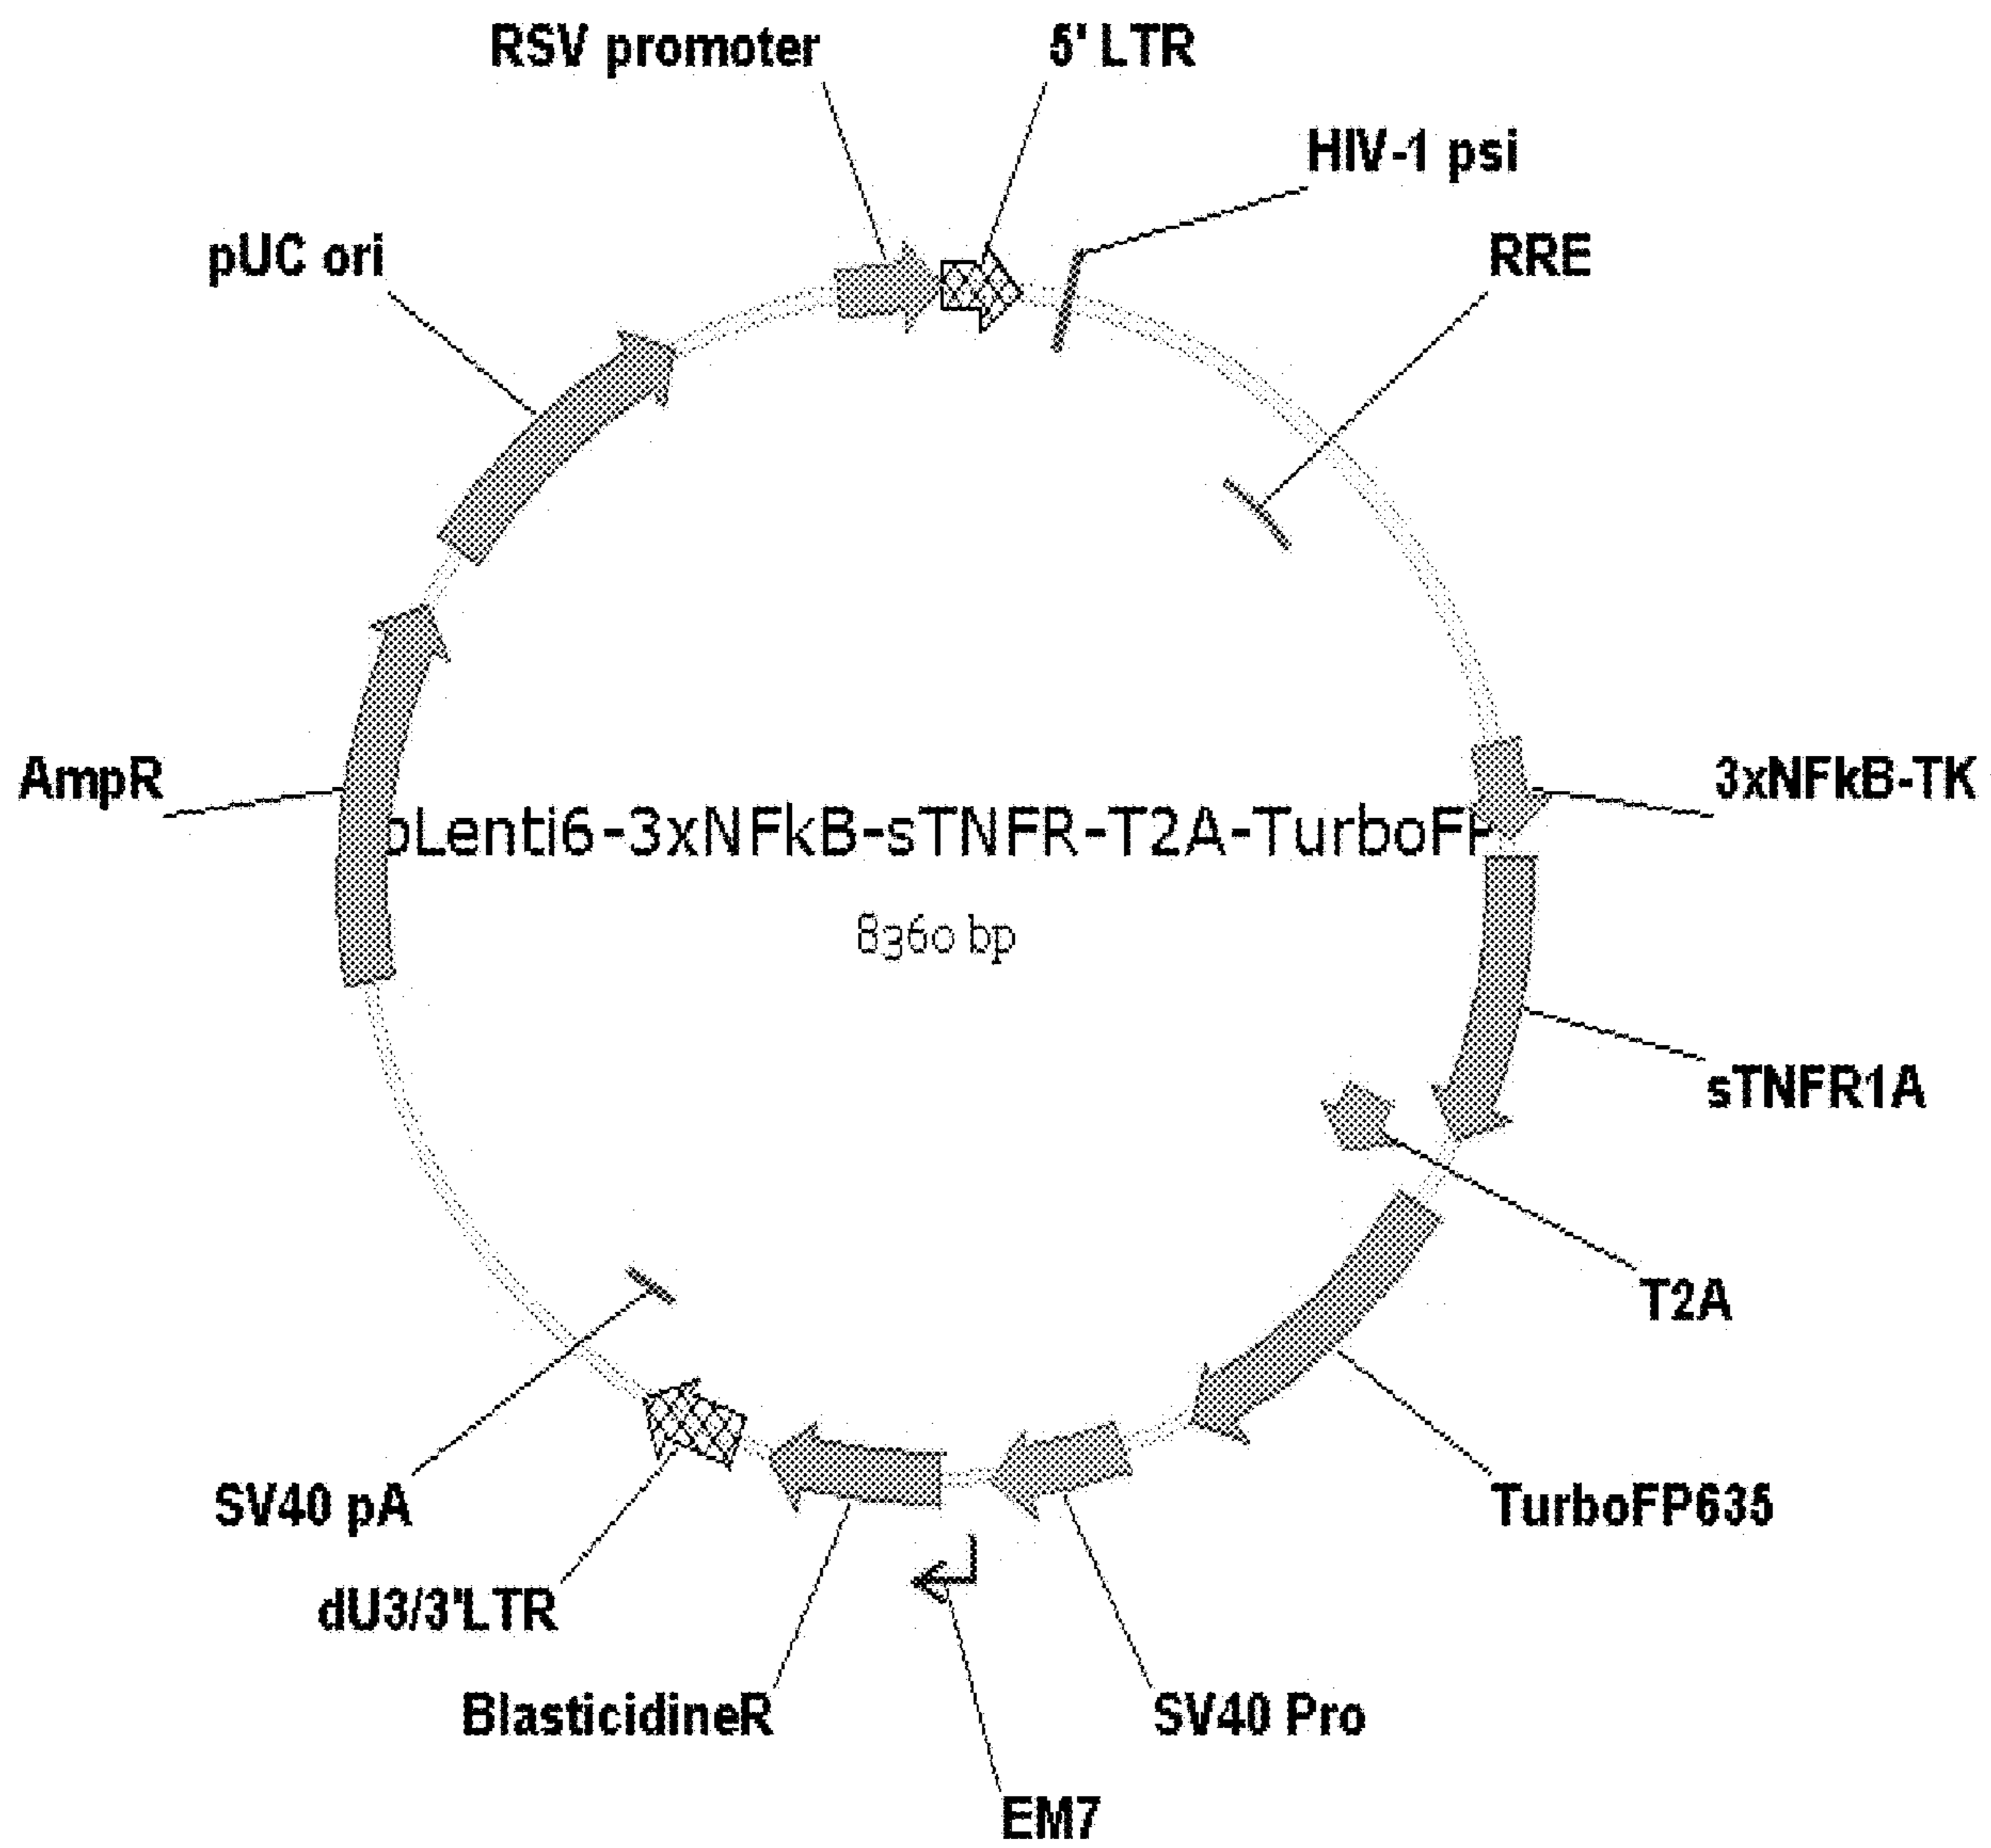 RSV promoter
5' LTR
HIV-1 psi
RRE
pUC ori
AmpR
3xNFkB-TK
pLenti6-3xNFkB-sTNFR-T2A-TurboFP
8360 bp
sTNFR1A
T2A
TurboFP635
SV40 pA
dU3/3'LTR
BlasticidineR
SV40 Pro
EM7